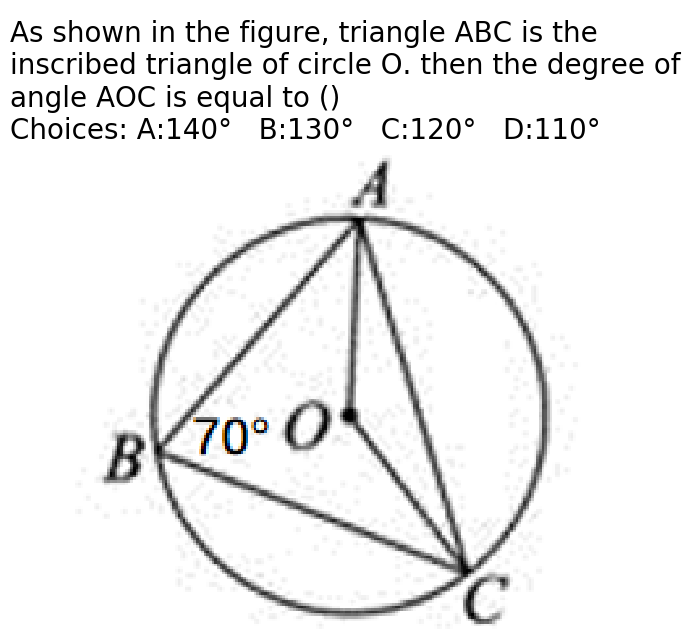 As shown in the figure, triangle ABC is the
inscribed triangle of circle O. then the degree of
angle AOC is equal to ()
Choices: A:140° B:130° C:120° D:110°
A
70° O
B
C